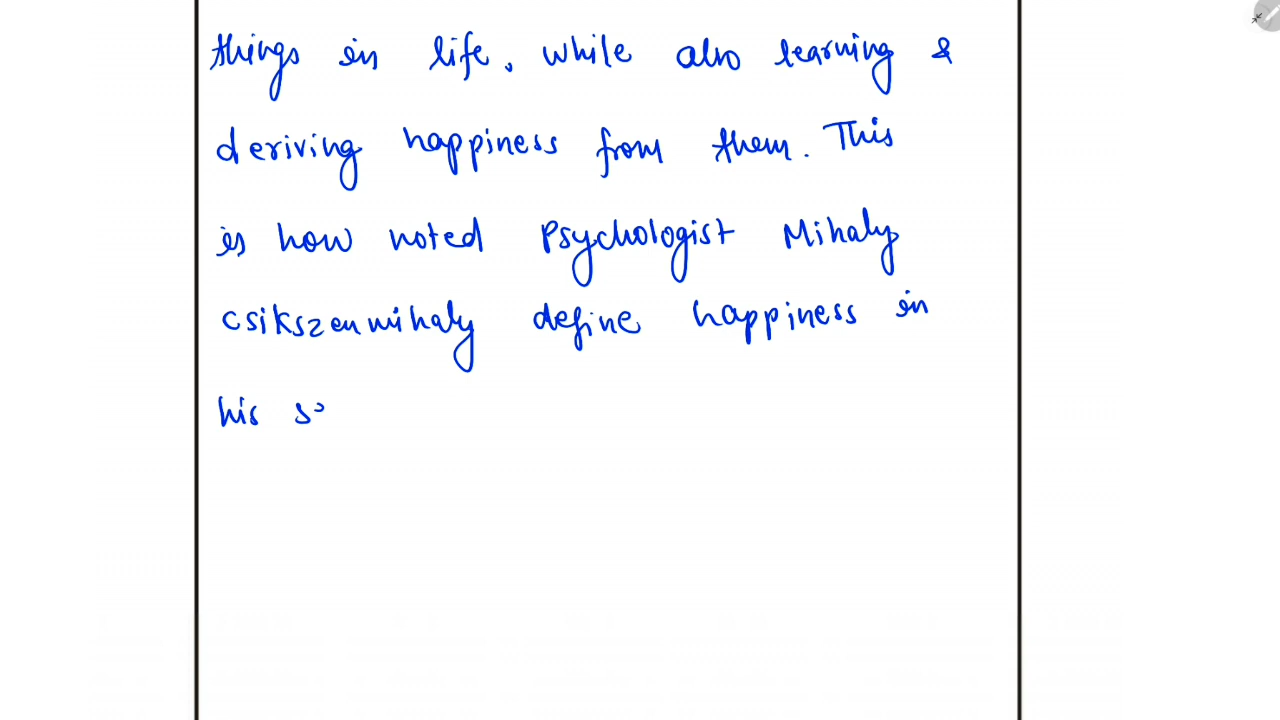 things in life, while also learning &
deriving happiness from them. This
is how noted Psychologist Mihaly
csikszenmihaly define happiness in
his